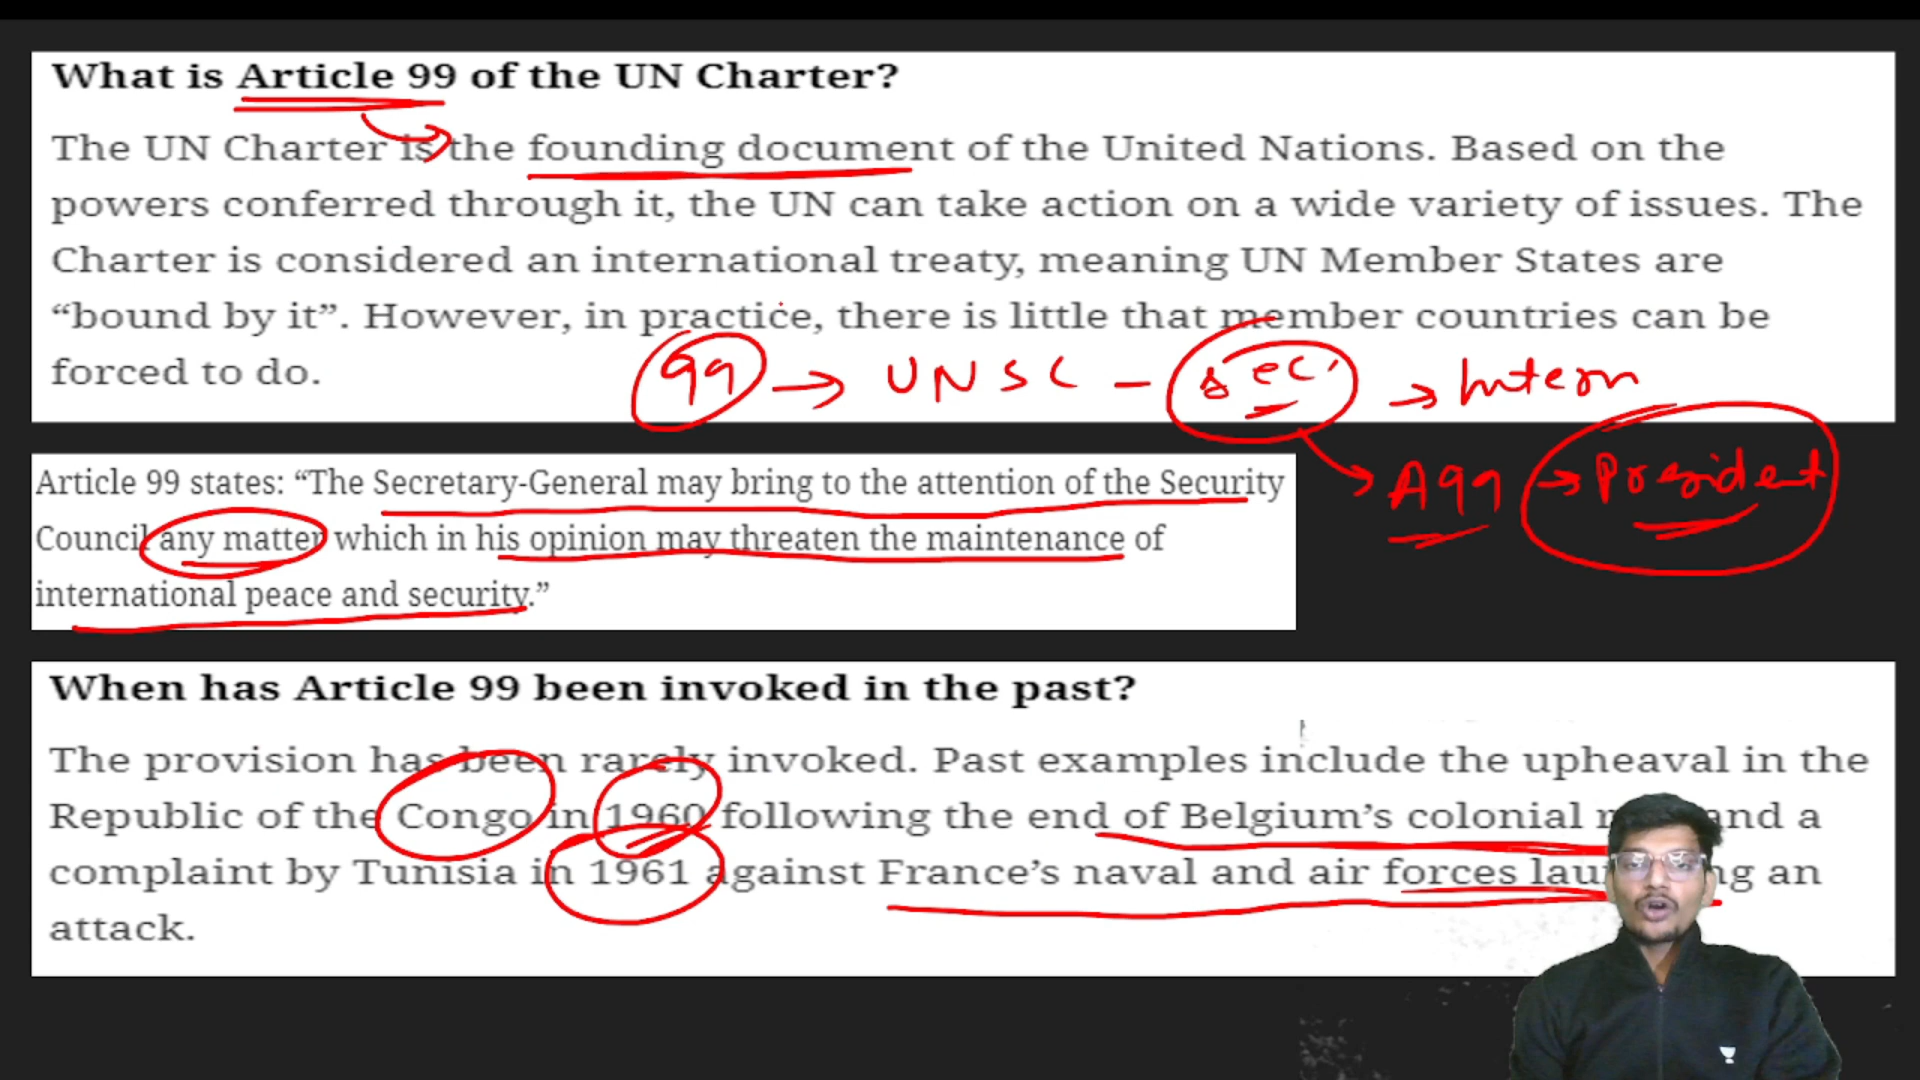 What is Article 99 of the UN Charter?
The UN Charter is the founding document of the United Nations. Based on the
powers conferred through it, the UN can take action on a wide variety of issues. The
Charter is considered an international treaty, meaning UN Member States are
“bound by it”. However, in practice, there is little that member countries can be
forced to do.
99 → UNSC - Sec. → Intern
→ A99 → President
Article 99 states: “The Secretary-General may bring to the attention of the Security
Council any matter which in his opinion may threaten the maintenance of
international peace and security.”
When has Article 99 been invoked in the past?
The provision has been rarely invoked. Past examples include the upheaval in the
Republic of the Congo in 1960 following the end of Belgium’s colonial and a
complaint by Tunisia in 1961 against France’s naval and air forces an
attack.